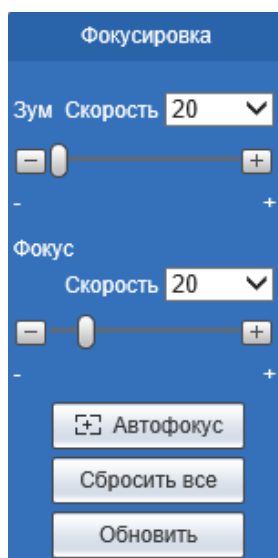 Фокусировка
Зум Скорость 20
- +
Фокус
Скорость 20
- +
Автофокус
Сбросить все
Обновить